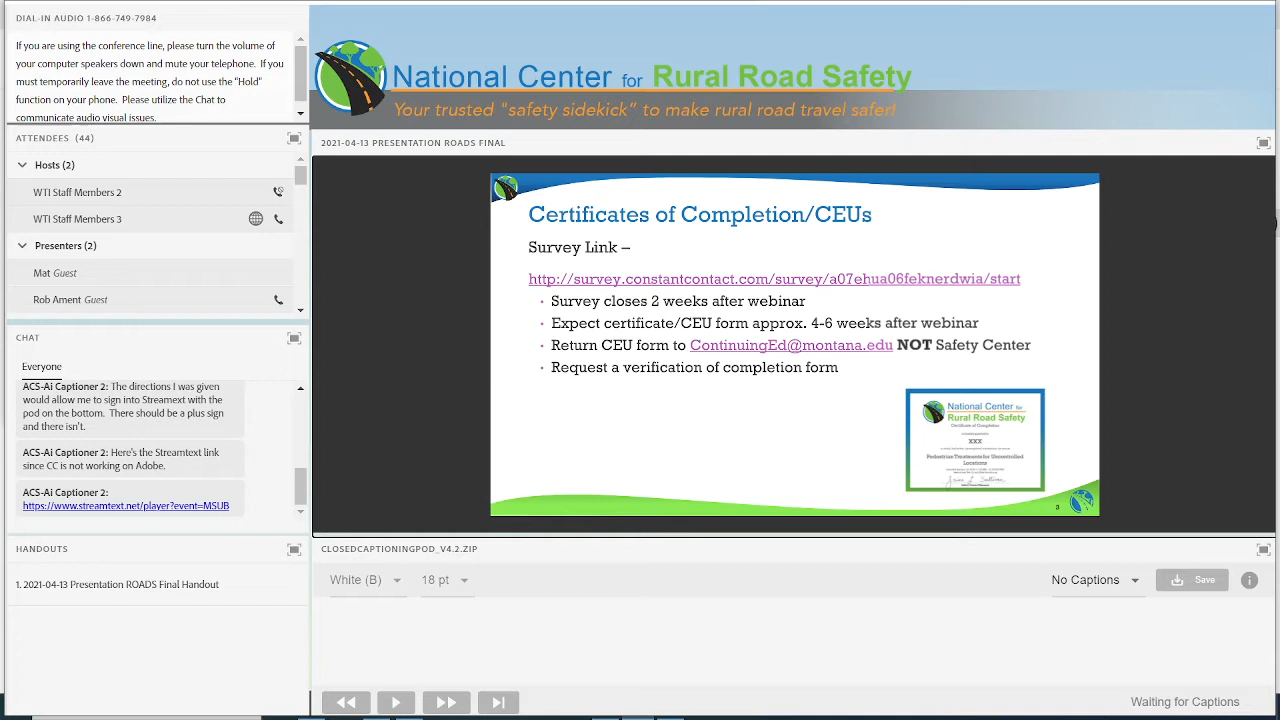 DIAL-IN AUDIO 1-866-749-7984
If you are using the conference line, please turn the volume of
your computer speakers down and mute your telephone. If you
must temporarily leave the meeting, do not use the "Hold"
function on your phone. Please utilize the Chat to
communicate audio issues.
ATTENDEES (44)
Hosts (2)
WTI Staff Members 2
WTI Staff Members 3
Presenters (2)
Mat Guest
Rob Ament Guest
CHAT
Everyone
ACS-Ai Captioner 2: The directions I was given
would allow me to sign into Streamext with the
pod on the bottom. There should be a plus sign
and there isn't.
ACS-Ai Captioner 2: Here's the Streamtext link
since CC is not working on Adobe.
ACS-Ai Captioner 2:
https://www.streamtext.net/player?event=MSUB
HANDOUTS
1. 2021-04-13 Presentation ROADS Final Handout
National Center for Rural Road Safety
Your trusted "safety sidekick" to make rural road travel safer!
2021-04-13 PRESENTATION ROADS FINAL
Certificates of Completion/CEUs
Survey Link –
http://survey.constantcontact.com/survey/a07ehua06feknerdwia/start
• Survey closes 2 weeks after webinar
• Expect certificate/CEU form approx. 4-6 weeks after webinar
• Return CEU form to ContinuingEd@montana.edu NOT Safety Center
• Request a verification of completion form
National Center for
Rural Road Safety
Certificate of Completion
XXX
Pedestrian Treatments for Uncontrolled
Locations
3
CLOSEDCAPTIONINGPOD_V4.2.ZIP
White (B)
18 pt
No Captions
Save
Waiting for Captions